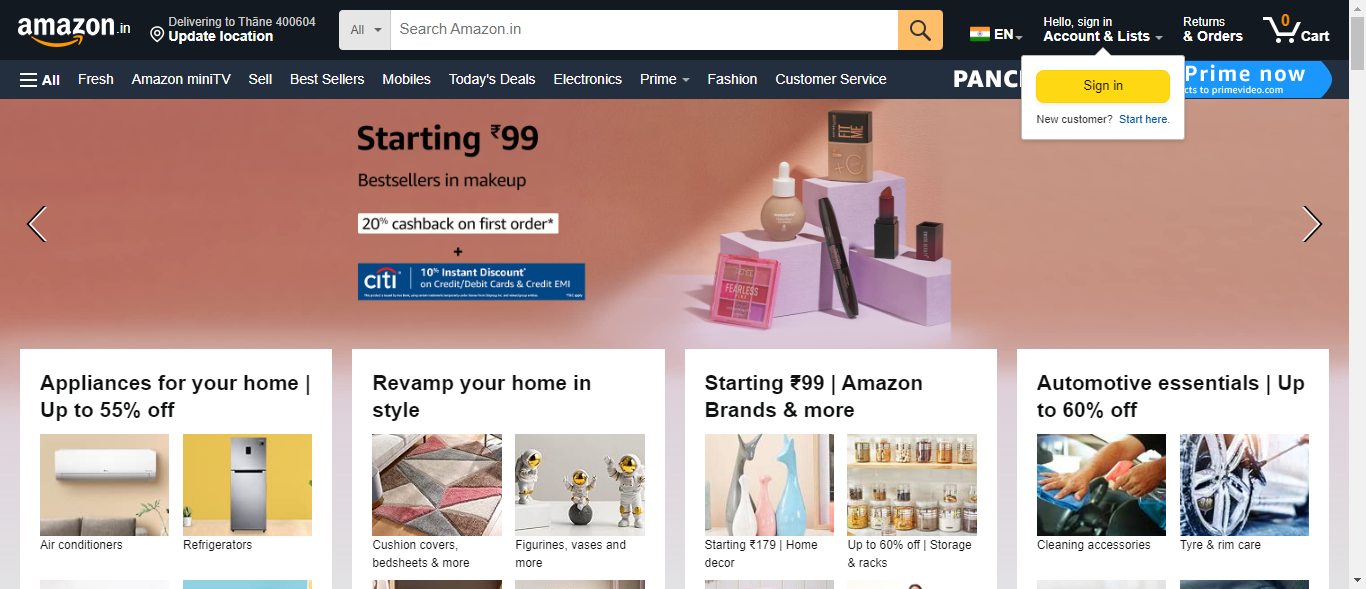 amazon.in
Delivering to Thāne 400604
Update location
All
Search Amazon.in
EN
Hello, sign in
Account & Lists
Returns
& Orders
0
Cart
All
Fresh
Amazon miniTV
Sell
Best Sellers
Mobiles
Today's Deals
Electronics
Prime
Fashion
Customer Service
Prime now
primevideo.com
Sign in
New customer? Start here.
Starting ₹99
Bestsellers in makeup
20% cashback on first order*
+
citi
10% Instant Discount*
on Credit/Debit Cards & Credit EMI
FIT
ME
FEARLESS
Appliances for your home |
Up to 55% off
Revamp your home in
style
Starting ₹99 | Amazon
Brands & more
Automotive essentials | Up
to 60% off
Air conditioners
Refrigerators
Cushion covers,
bedsheets & more
Figurines, vases and
more
Starting ₹179 | Home
decor
Up to 60% off | Storage
& racks
Cleaning accessories
Tyre & rim care